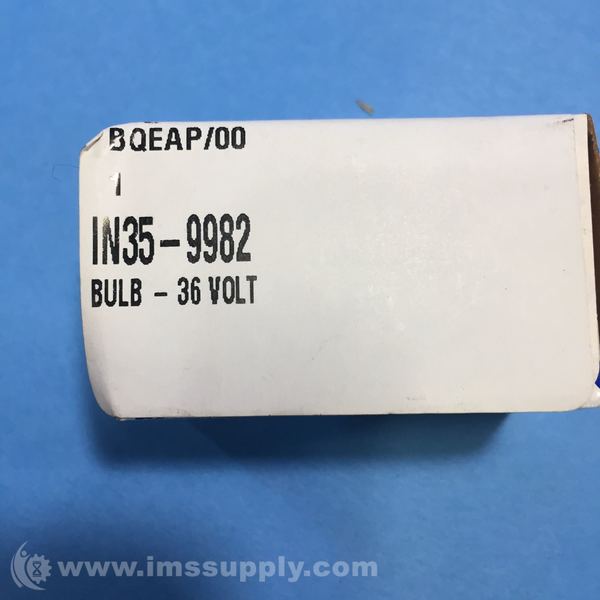 BQEAP/00
1
IN35-9982
BULB - 36 VOLT
www.imssupply.com